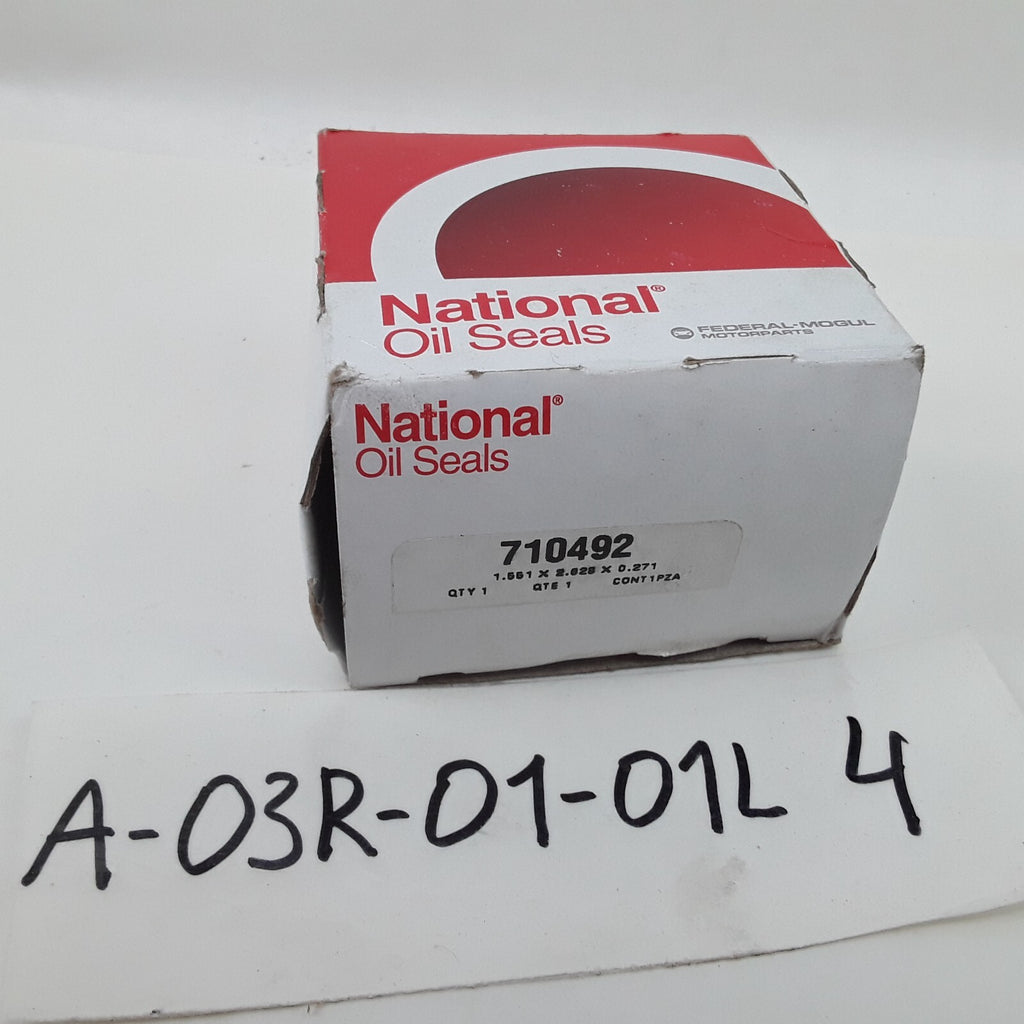 National®
Oil Seals
FEDERAL-MOGUL
MOTORPARTS
National®
Oil Seals
710492
1.561 X 2.628 X 0.271
QTY 1 QTE 1 CONT1PZA
A-03R-01-01L 4